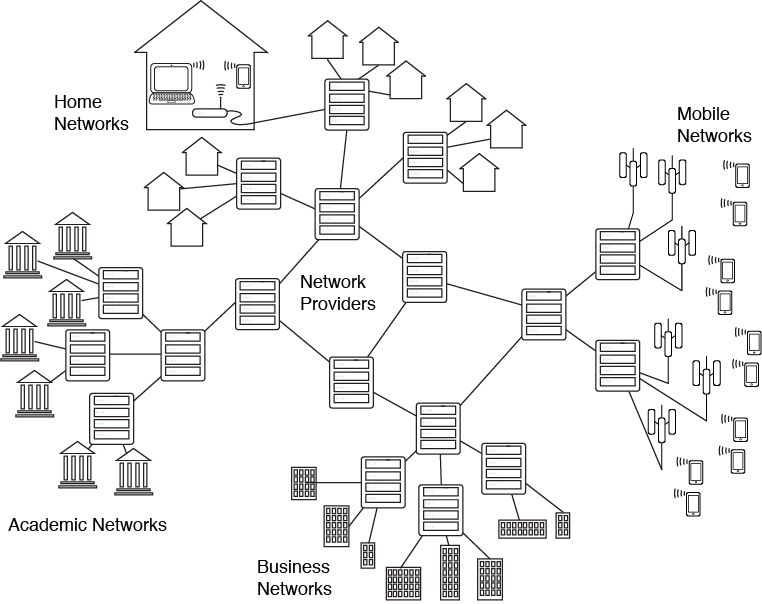 Home
Networks
Mobile
Networks
Network
Providers
Academic Networks
Business
Networks